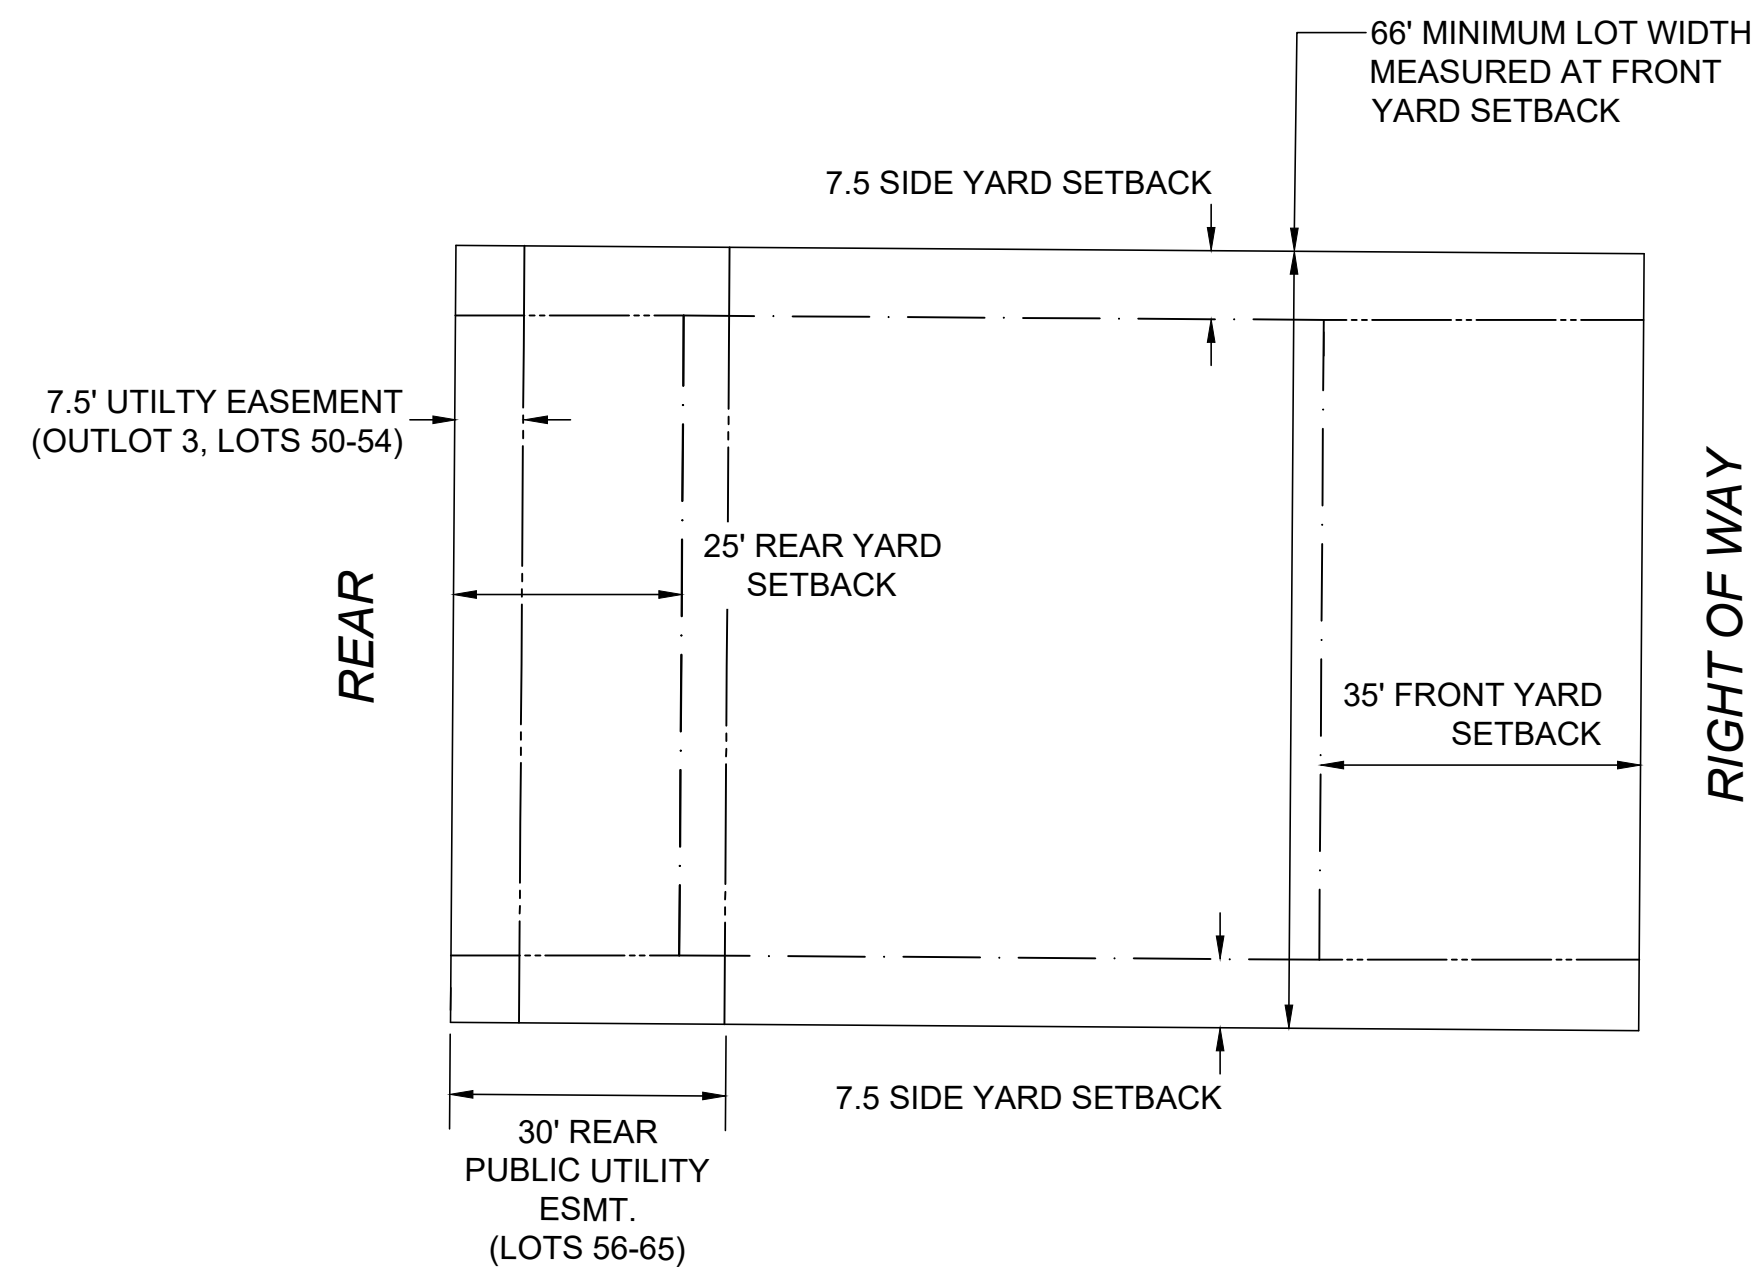 66' MINIMUM LOT WIDTH
MEASURED AT FRONT
YARD SETBACK
7.5 SIDE YARD SETBACK
7.5' UTILTY EASEMENT
(OUTLOT 3, LOTS 50-54)
25' REAR YARD
SETBACK
REAR
RIGHT OF WAY
35' FRONT YARD
SETBACK
7.5 SIDE YARD SETBACK
30' REAR
PUBLIC UTILITY
ESMT.
(LOTS 56-65)